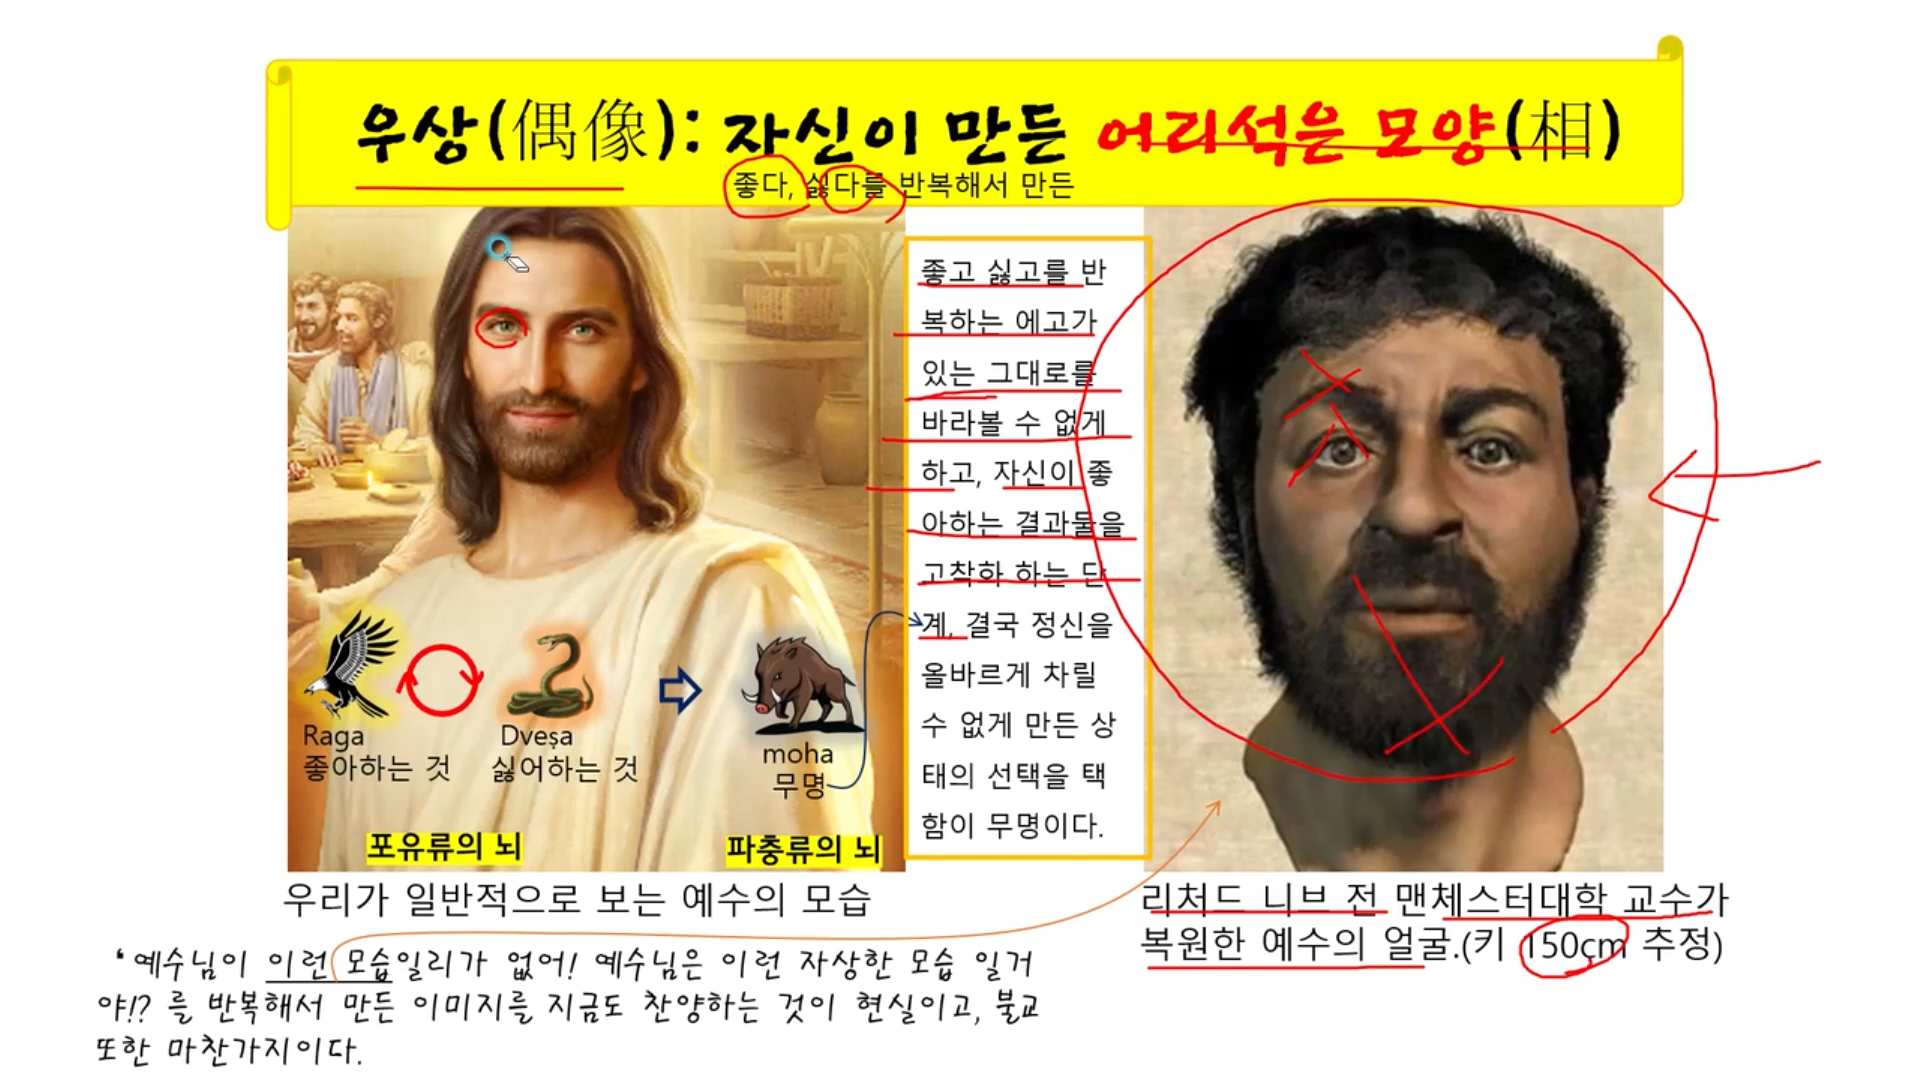 우상(偶像): 자신이 만든 어리석은 모양(相)
좋다, 싫다를 반복해서 만든
좋고 싫고를 반
복하는 에고가
있는 그대로를
바라볼 수 없게
하고, 자신이 좋
아하는 결과둘을
고착화 하는 단
계, 결국 정신을
올바르게 차릴
수 없게 만든 상
태의 선택을 택
함이 무명이다.
Raga
좋아하는 것
Dveṣa
싫어하는 것
moha
무명
포유류의 뇌
파충류의 뇌
우리가 일반적으로 보는 예수의 모습
리처드 니브 전 맨체스터대학 교수가
복원한 예수의 얼굴.(키 150cm 추정)
‘예수님이 이런 모습일리가 없어! 예수님은 이런 자상한 모습 일거
야!? 를 반복해서 만든 이미지를 지금도 찬양하는 것이 현실이고, 불교
또한 마찬가지이다.